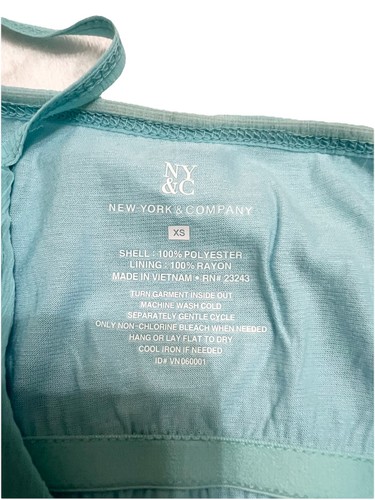 NY
&C
NEW YORK & COMPANY
XS
SHELL : 100% POLYESTER
LINING : 100% RAYON
MADE IN VIETNAM • RN# 23243
TURN GARMENT INSIDE OUT
MACHINE WASH COLD
SEPARATELY GENTLE CYCLE
ONLY NON-CHLORINE BLEACH WHEN NEEDED
HANG OR LAY FLAT TO DRY
COOL IRON IF NEEDED
ID# VN060001